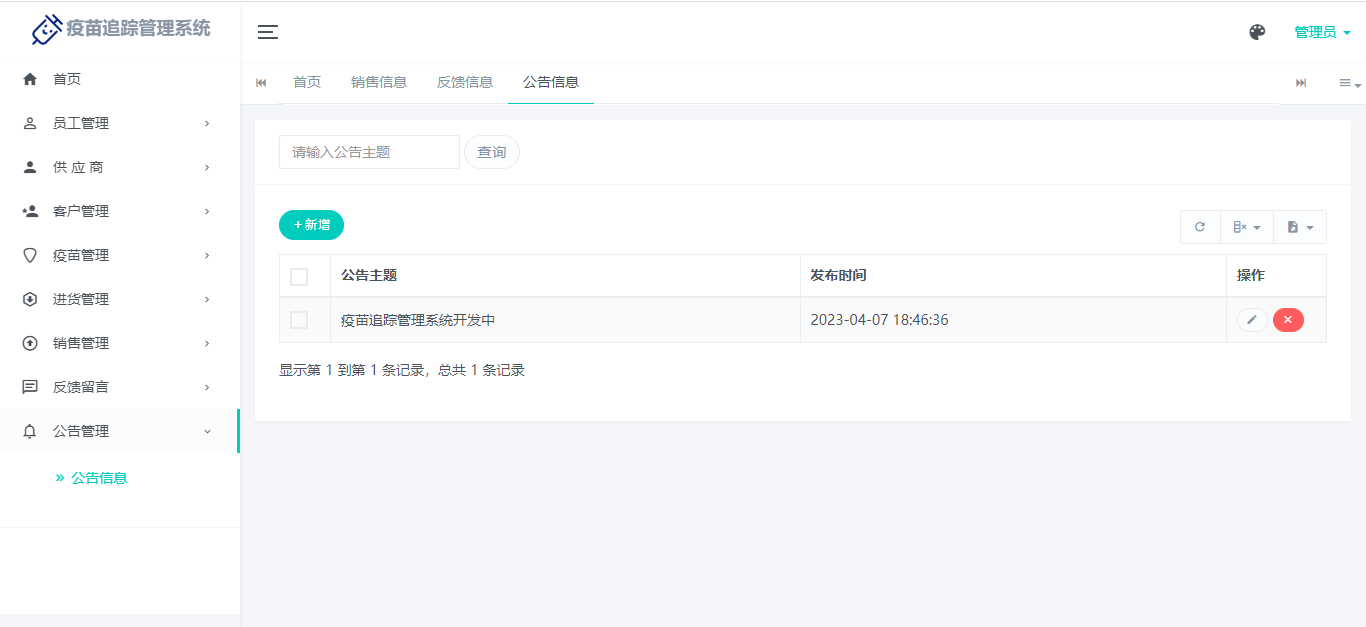 疫苗追踪管理系统
管理员
首页
员工管理
供 应 商
客户管理
疫苗管理
进货管理
销售管理
反馈留言
公告管理
» 公告信息
首页 销售信息 反馈信息 公告信息
请输入公告主题 查询
+ 新增
公告主题 发布时间 操作
疫苗追踪管理系统开发中 2023-04-07 18:46:36
显示第 1 到第 1 条记录，总共 1 条记录